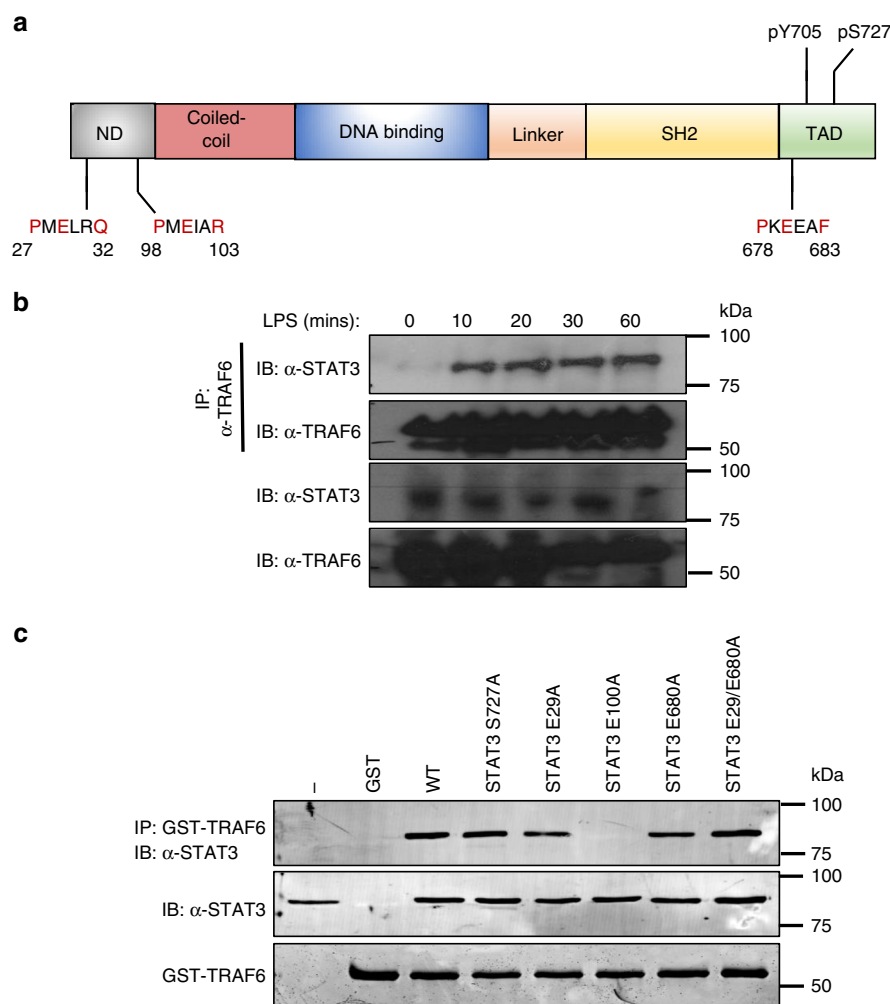 a
pY705 pS727
ND Coiled-coil DNA binding Linker SH2 TAD
PMELRQ PMEIAR PKEEAF
27 32 98 103 678 683
b
LPS (mins): 0 10 20 30 60 kDa
IP: α-TRAF6
IB: α-STAT3 100
75
IB: α-TRAF6 50
IB: α-STAT3 100
75
IB: α-TRAF6 50
c
– GST WT STAT3 S727A STAT3 E29A STAT3 E100A STAT3 E680A STAT3 E29/E680A kDa
IP: GST-TRAF6 100
IB: α-STAT3 75
IB: α-STAT3 100
75
GST-TRAF6 50